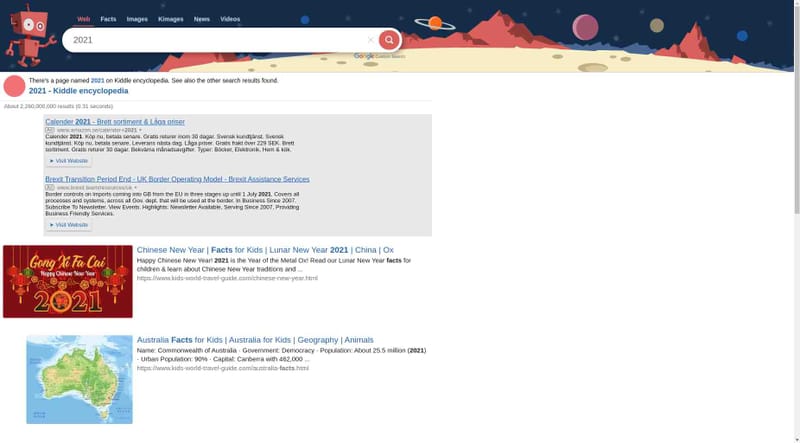 Web Facts Images Kimages News Videos
2021
Google Custom Search
There's a page named 2021 on Kiddle encyclopedia. See also the other search results found.
2021 - Kiddle encyclopedia
About 2,260,000,000 results (0.31 seconds)
Calender 2021 - Brett sortiment & Låga priser
Ad www.amazon.se/calender+2021
Calender 2021. Köp nu, betala senare. Gratis returer inom 30 dagar. Svensk kundtjänst. Svensk
kundtjänst. Köp nu, betala senare. Leverans nästa dag. Låga priser. Gratis frakt över 229 SEK. Brett
sortiment. Gratis returer 30 dagar. Bekväma månadsavgifter. Typer: Böcker, Elektronik, Hem & kök.
➤ Visit Website
Brexit Transition Period End - UK Border Operating Model - Brexit Assistance Services
Ad www.brexit.team/resources/uk
Border controls on imports coming into GB from the EU in three stages up until 1 July 2021. Covers all
processes and systems, across all Gov. dept. that will be used at the border. In Business Since 2007.
Subscribe To Newsletter. View Events. Highlights: Newsletter Available, Serving Since 2007, Providing
Business Friendly Services.
➤ Visit Website
Gong Xi Fa Cai
Happy Chinese New Year
2021
Chinese New Year | Facts for Kids | Lunar New Year 2021 | China | Ox
Happy Chinese New Year! 2021 is the Year of the Metal Ox! Read our Lunar New Year facts for
children & learn about Chinese New Year traditions and ...
https://www.kids-world-travel-guide.com/chinese-new-year.html
Australia Facts for Kids | Australia for Kids | Geography | Animals
Name: Commonwealth of Australia · Government: Democracy · Population: About 25.5 million (2021)
· Urban Population: 90% · Capital: Canberra with 462,000 ...
https://www.kids-world-travel-guide.com/australia-facts.html